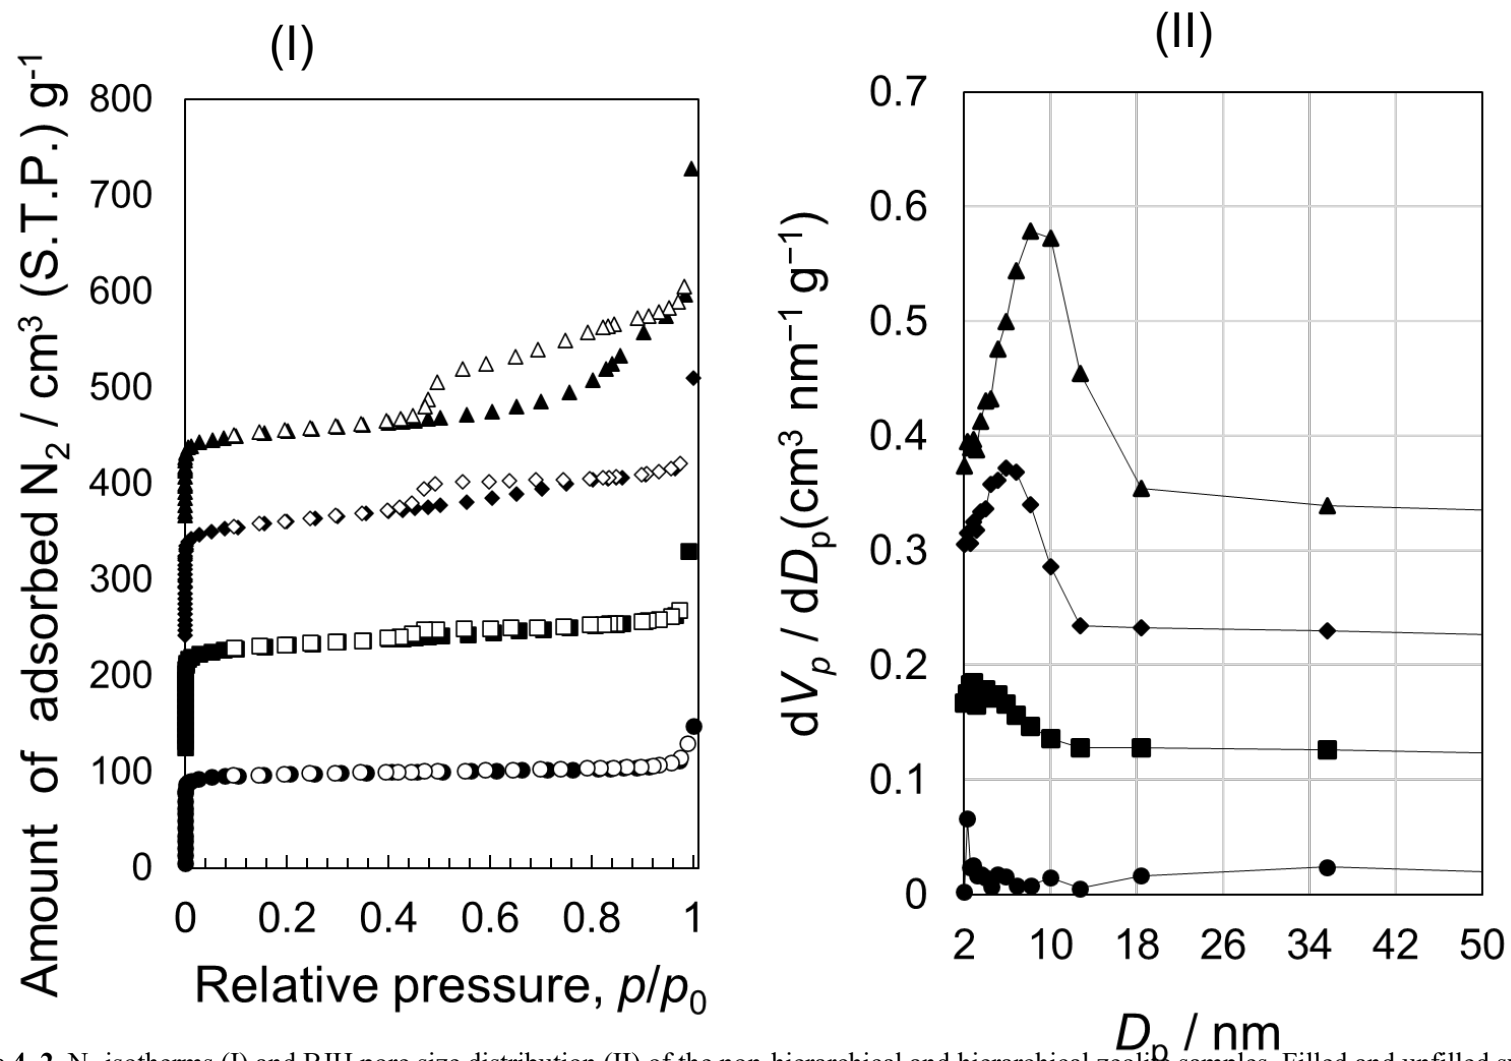 (I)
Amount of adsorbed N2 / cm3 (S.T.P.) g-1
800
700
600
500
400
300
200
100
0
0 0.2 0.4 0.6 0.8 1
Relative pressure, p/p0
(II)
dVp / dDp(cm3 nm−1 g−1)
0.7
0.6
0.5
0.4
0.3
0.2
0.1
0
2 10 18 26 34 42 50
Dp / nm
4-2. N2 isotherms (I) and BJH pore size distribution (II) of the non-hierarchical and hierarchical zeolite samples. Filled and unfilled